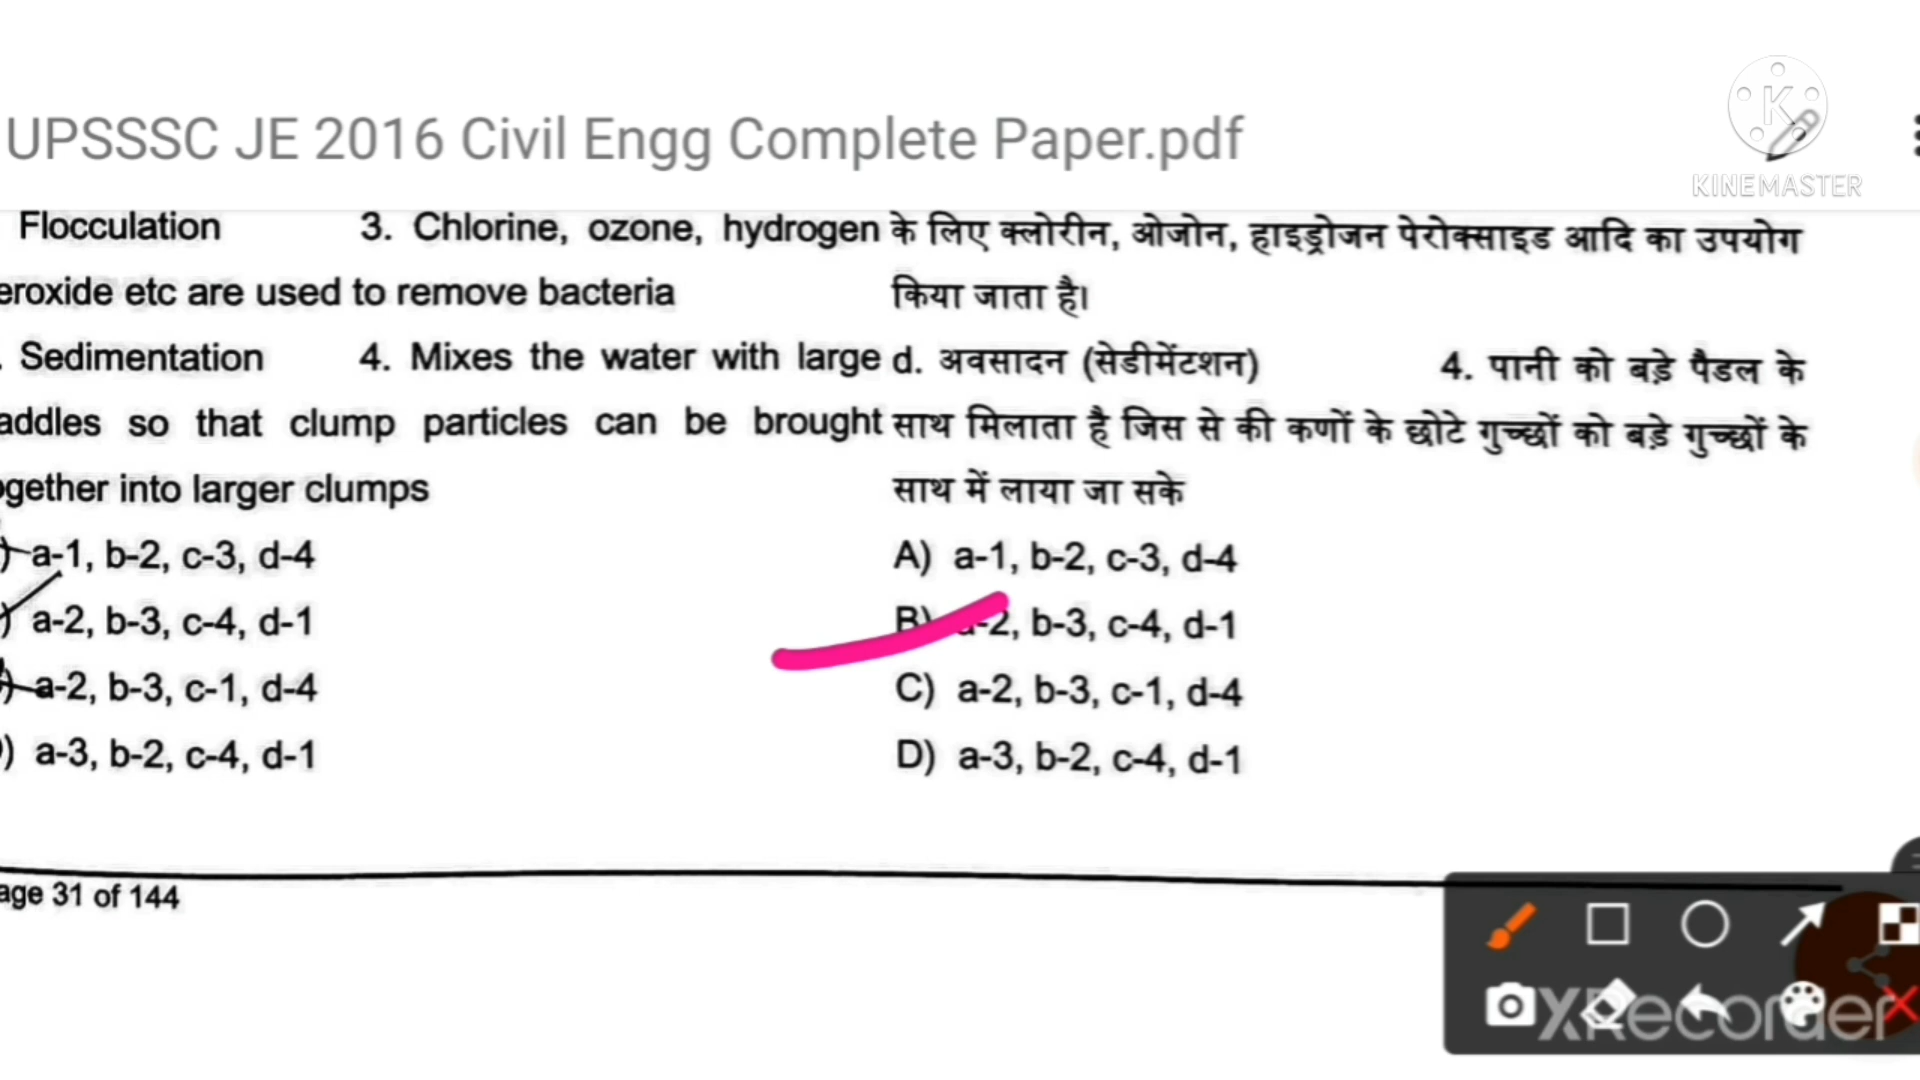 UPSSSC JE 2016 Civil Engg Complete Paper.pdf
KINEMASTER
Flocculation 3. Chlorine, ozone, hydrogen
eroxide etc are used to remove bacteria
Sedimentation 4. Mixes the water with large
addles so that clump particles can be brought
gether into larger clumps
) a-1, b-2, c-3, d-4
) a-2, b-3, c-4, d-1
) a-2, b-3, c-1, d-4
) a-3, b-2, c-4, d-1
के लिए क्लोरीन, ओजोन, हाइड्रोजन पेरोक्साइड आदि का उपयोग
किया जाता है।
d. अवसादन (सेडीमेंटशन) 4. पानी को बड़े पैडल के
साथ मिलाता है जिस से की कणों के छोटे गुच्छों को बड़े गुच्छों के
साथ में लाया जा सके
A) a-1, b-2, c-3, d-4
B) a-2, b-3, c-4, d-1
C) a-2, b-3, c-1, d-4
D) a-3, b-2, c-4, d-1
age 31 of 144
XRecorder